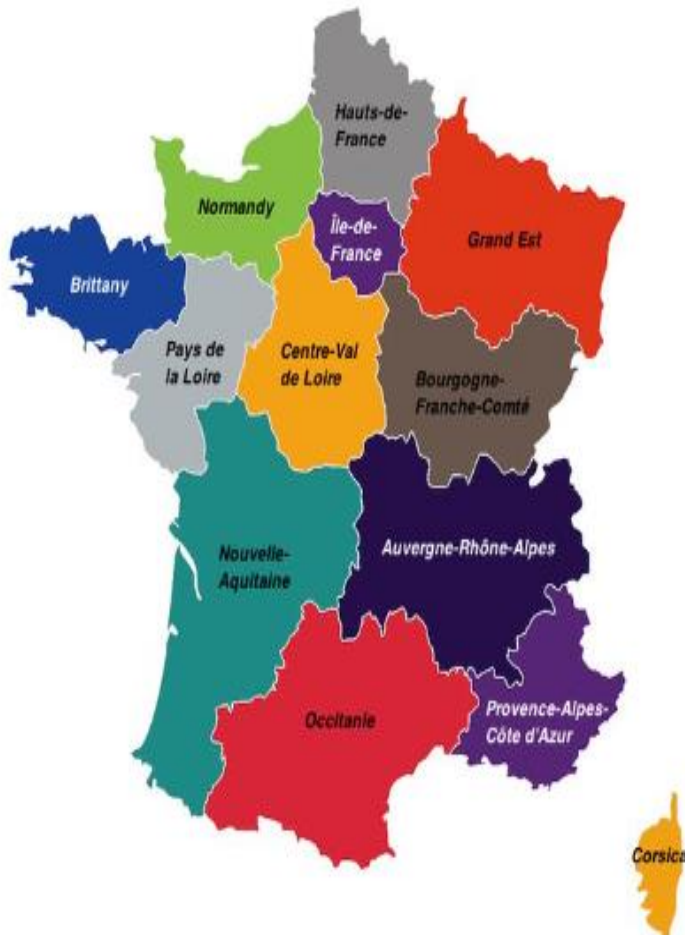 Hauts-de-
France
Normandy
Île-de-
France
Grand Est
Brittany
Pays de
la Loire
Centre-Val
de Loire
Bourgogne-
Franche-Comté
Nouvelle-
Aquitaine
Auvergne-Rhône-Alpes
Occitanie
Provence-Alpes-
Côte d'Azur
Corsica